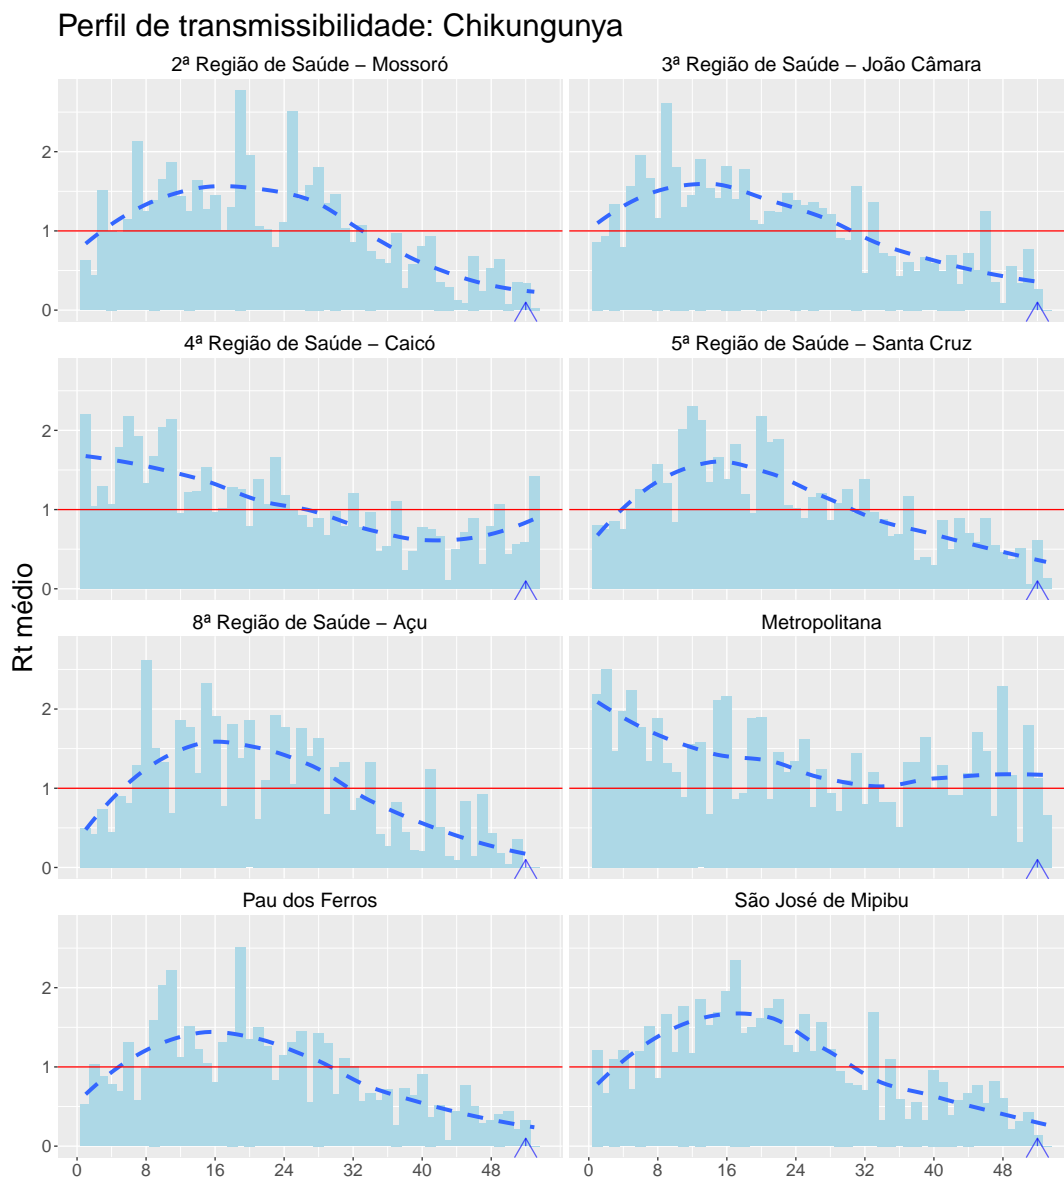 Perfil de transmissibilidade: Chikungunya
2ª Região de Saúde – Mossoró
3ª Região de Saúde – João Câmara
2
1
0
4ª Região de Saúde – Caicó
5ª Região de Saúde – Santa Cruz
2
1
0
Rt médio
8ª Região de Saúde – Açu
Metropolitana
2
1
0
Pau dos Ferros
São José de Mipibu
2
1
0
0 8 16 24 32 40 48
0 8 16 24 32 40 48